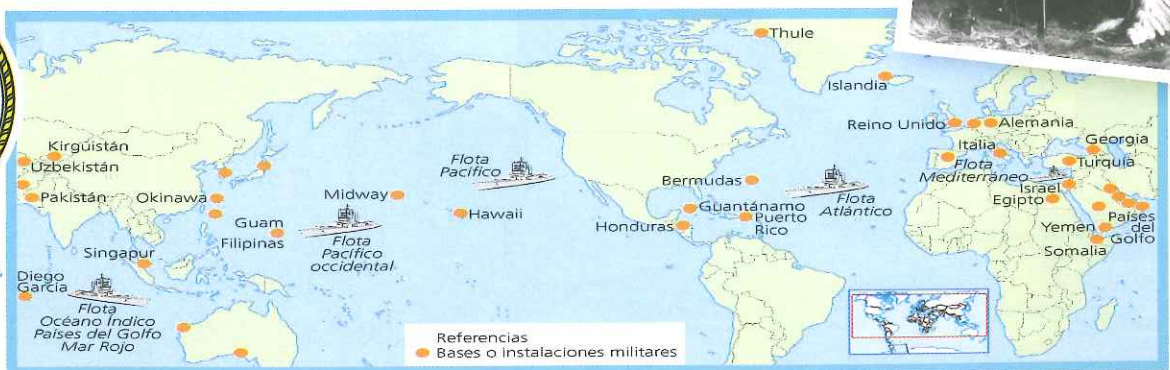 Thule
Islandia
Reino Unido
Alemania
Kirguistán
Uzbekistán
Pakistán
Okinawa
Guam
Filipinas
Singapur
Diego
García
Flota
Océano Índico
Países del Golfo
Mar Rojo
Midway
Flota
Pacífico
occidental
Flota
Pacífico
Hawaii
Bermudas
Guantánamo
Puerto
Rico
Honduras
Flota
Atlántico
Italia
Flota
Mediterráneo
Georgia
Turquía
Israel
Egipto
Yemen
Somalia
Países
del
Golfo
Referencias
Bases o instalaciones militares